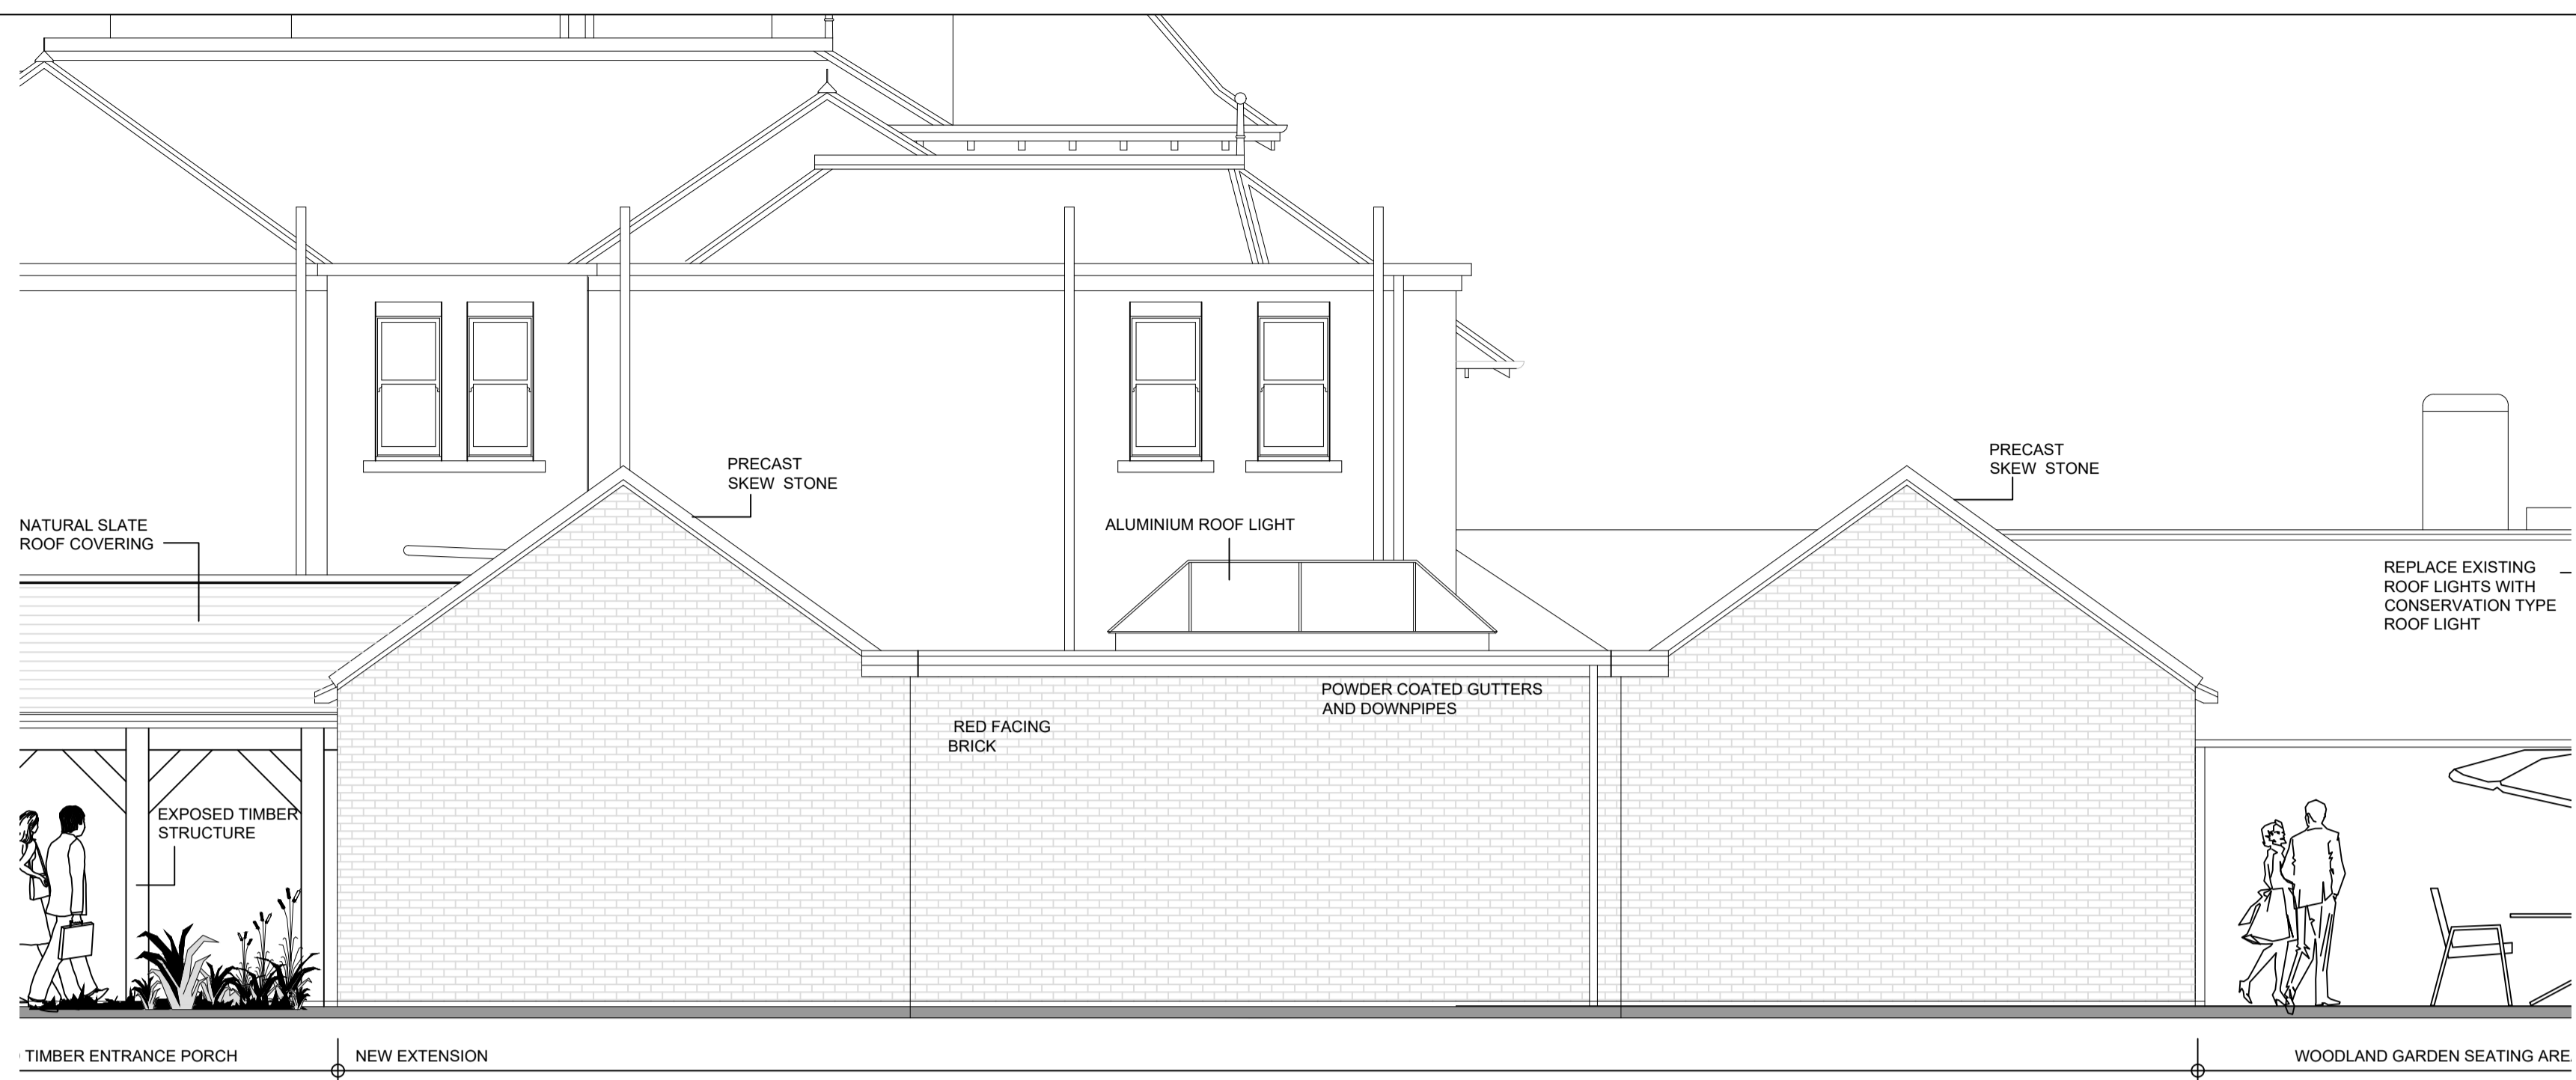 PRECAST
SKEW STONE
PRECAST
SKEW STONE
NATURAL SLATE
ROOF COVERING
ALUMINIUM ROOF LIGHT
REPLACE EXISTING
ROOF LIGHTS WITH
CONSERVATION TYPE
ROOF LIGHT
POWDER COATED GUTTERS
AND DOWNPIPES
RED FACING
BRICK
EXPOSED TIMBER
STRUCTURE
TIMBER ENTRANCE PORCH
NEW EXTENSION
WOODLAND GARDEN SEATING ARE